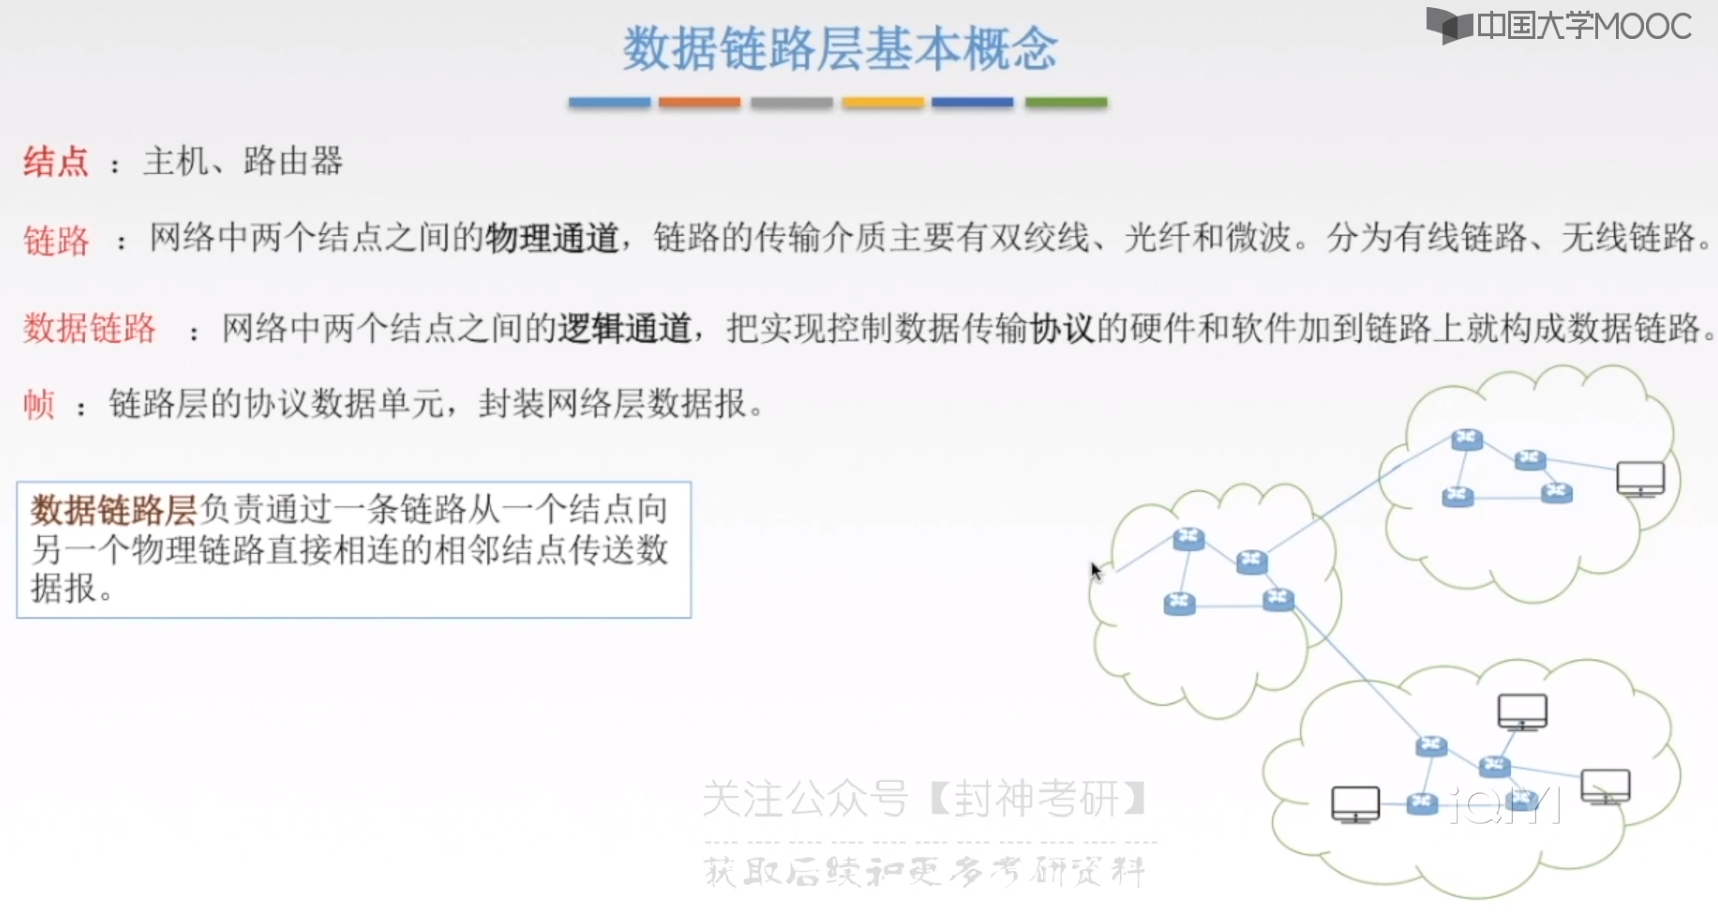 数据链路层基本概念
中国大学MOOC
结点 ：主机、路由器
链路 ：网络中两个结点之间的物理通道，链路的传输介质主要有双绞线、光纤和微波。分为有线链路、无线链路。
数据链路 ：网络中两个结点之间的逻辑通道，把实现控制数据传输协议的硬件和软件加到链路上就构成数据链路。
帧 ：链路层的协议数据单元，封装网络层数据报。
数据链路层负责通过一条链路从一个结点向
另一个物理链路直接相连的相邻结点传送数
据报。
关注公众号【封神考研】
获取后续和更多考研资料
iQIYI